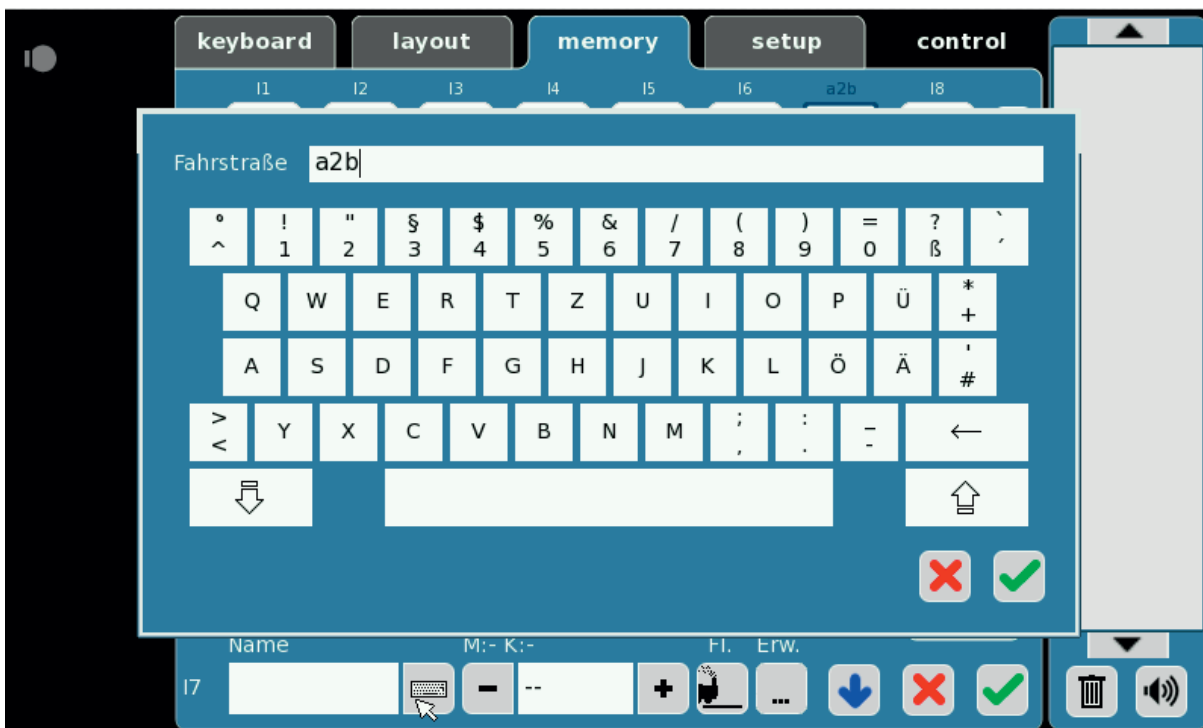 keyboard layout memory setup control
I1 I2 I3 I4 I5 I6 a2b I8
Fahrstraße a2b
° ! " § $ % & / ( ) = ? `
^ 1 2 3 4 5 6 7 8 9 0 ß ´
Q W E R T Z U I O P Ü * +
A S D F G H J K L Ö Ä ' #
> < Y X C V B N M ; , : . _ - ←
Name M:- K:- Fl. Erw.
I7 - -- + ...